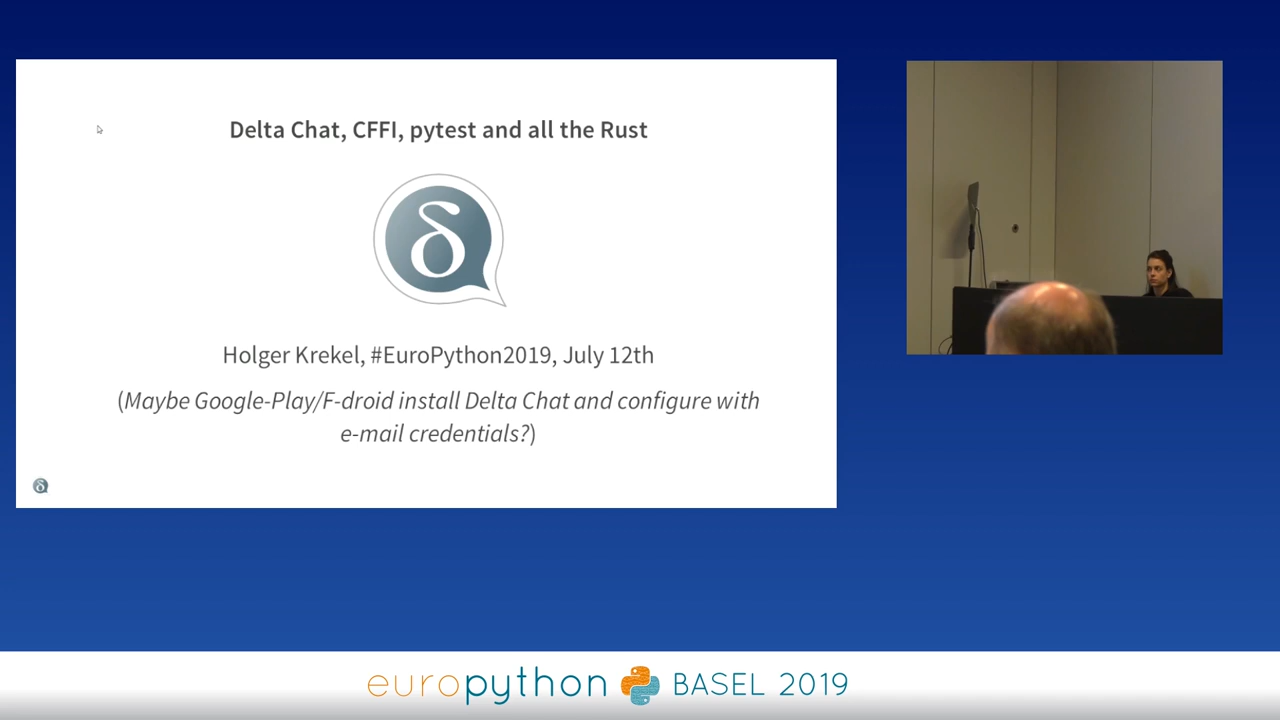 Delta Chat, CFFI, pytest and all the Rust
δ
Holger Krekel, #EuroPython2019, July 12th
(Maybe Google-Play/F-droid install Delta Chat and configure with
e-mail credentials?)
europython BASEL 2019